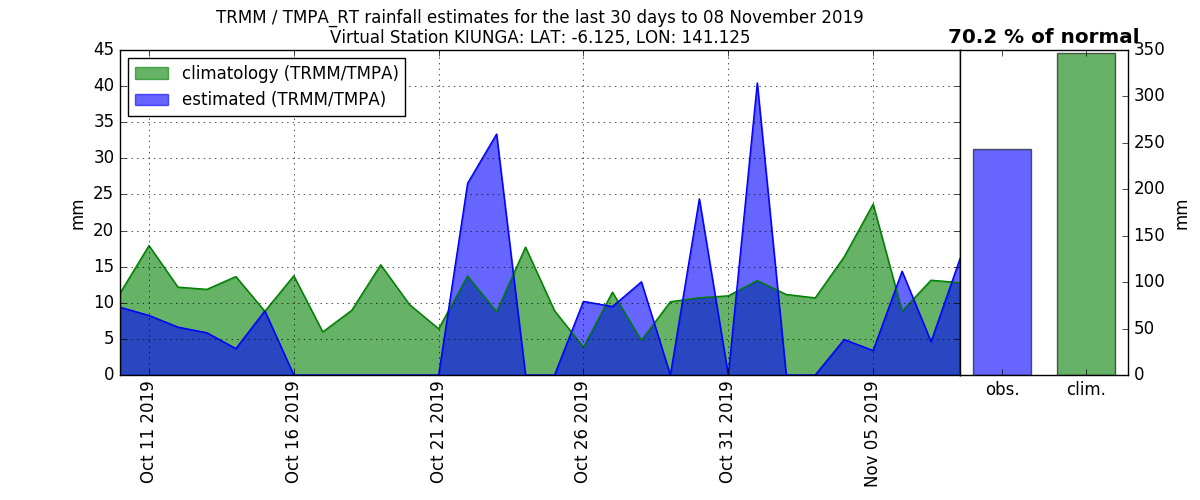 TRMM / TMPA_RT rainfall estimates for the last 30 days to 08 November 2019
Virtual Station KIUNGA: LAT: -6.125, LON: 141.125
70.2 % of normal
climatology (TRMM/TMPA)
estimated (TRMM/TMPA)
mm
45
40
35
30
25
20
15
10
5
0
Oct 11 2019
Oct 16 2019
Oct 21 2019
Oct 26 2019
Oct 31 2019
Nov 05 2019
obs.
clim.
350
300
250
200
150
100
50
0
mm